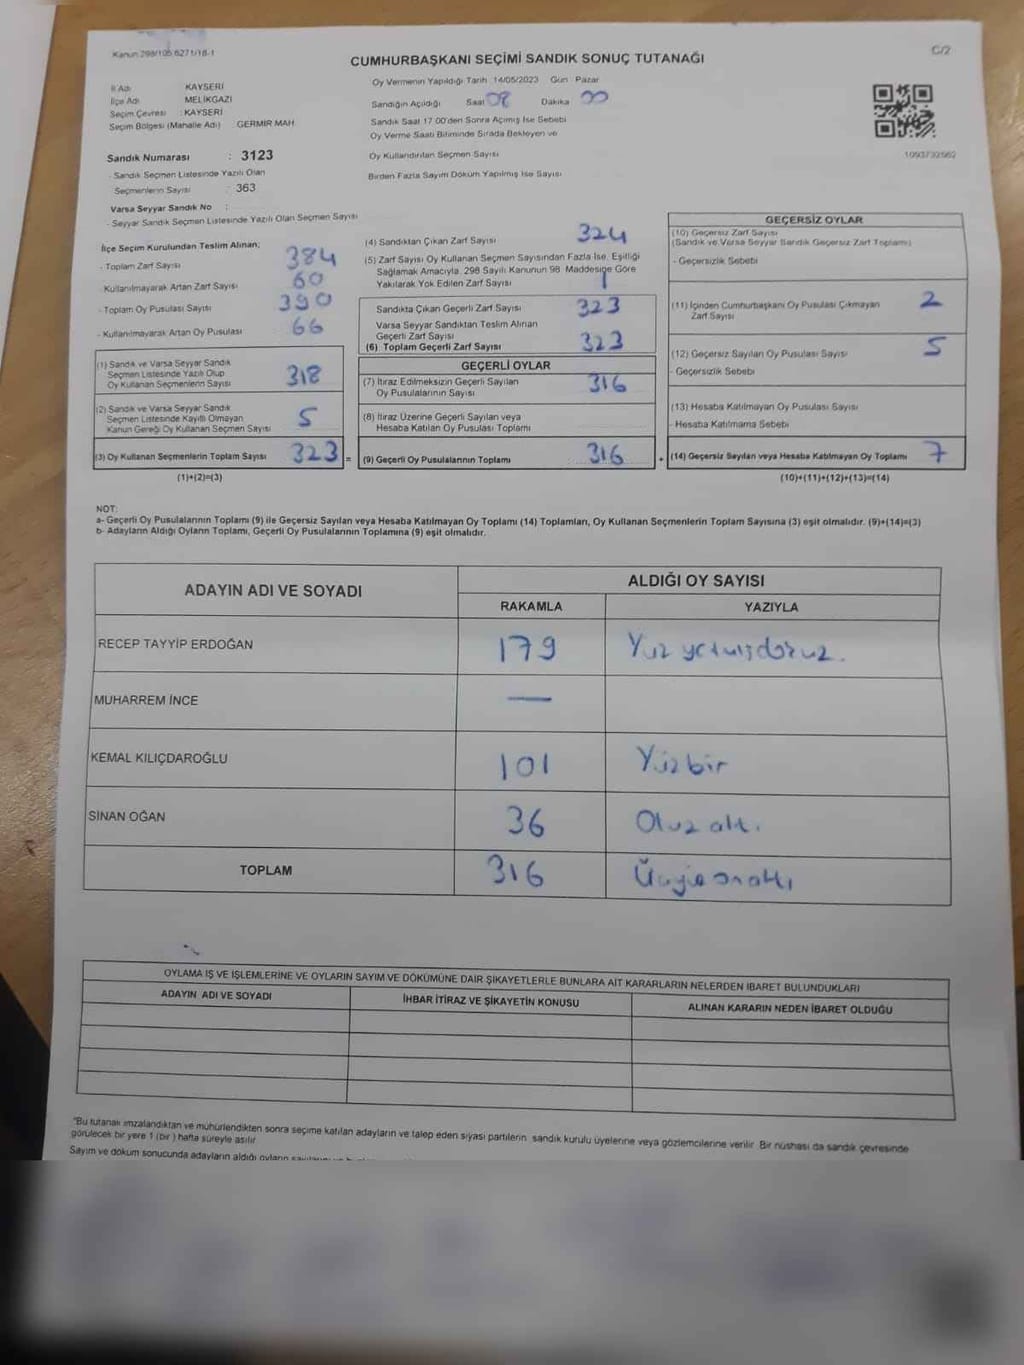 Kanun 298/105 6271/18-1
C/2
CUMHURBAŞKANI SEÇİMİ SANDIK SONUÇ TUTANAĞI
İl Adı KAYSERİ
İlçe Adı MELİKGAZİ
Seçim Çevresi : KAYSERİ
Seçim Bölgesi (Mahalle Adı) GERMİR MAH
Sandık Numarası : 3123
- Sandık Seçmen Listesinde Yazılı Olan
Seçmenlerin Sayısı : 363
Varsa Seyyar Sandık No :
- Seyyar Sandık Seçmen Listesinde Yazılı Olan Seçmen Sayısı
Oy Vermenin Yapıldığı Tarih 14/05/2023 Gün Pazar
Sandığın Açıldığı Saat 08 Dakika 00
Sandık Saat 17:00'den Sonra Açılmış İse Sebebi
Oy Verme Saati Bitiminde Sırada Bekleyen ve
Oy Kullandırılan Seçmen Sayısı
Birden Fazla Sayım Döküm Yapılmış İse Sayısı
1093732662
İlçe Seçim Kurulundan Teslim Alınan;
- Toplam Zarf Sayısı 384
- Kullanılmayarak Artan Zarf Sayısı 60
- Toplam Oy Pusulası Sayısı 390
- Kullanılmayarak Artan Oy Pusulası 66
(1) Sandık ve Varsa Seyyar Sandık
Seçmen Listesinde Yazılı Olup
Oy Kullanan Seçmenlerin Sayısı 318
(2) Sandık ve Varsa Seyyar Sandık
Seçmen Listesinde Kayıtlı Olmayan
Kanun Gereği Oy Kullanan Seçmen Sayısı 5
(3) Oy Kullanan Seçmenlerin Toplam Sayısı 323 =
(1)+(2)=(3)
(4) Sandıktan Çıkan Zarf Sayısı 324
(5) Zarf Sayısı Oy Kullanan Seçmen Sayısından Fazla İse, Eşitliği
Sağlamak Amacıyla, 298 Sayılı Kanunun 98. Maddesine Göre
Yakılarak Yok Edilen Zarf Sayısı 1
Sandıkta Çıkan Geçerli Zarf Sayısı 323
Varsa Seyyar Sandıktan Teslim Alınan
Geçerli Zarf Sayısı
(6) Toplam Geçerli Zarf Sayısı 323
GEÇERLİ OYLAR
(7) İtiraz Edilmeksizin Geçerli Sayılan
Oy Pusulalarının Sayısı 316
(8) İtiraz Üzerine Geçerli Sayılan veya
Hesaba Katılan Oy Pusulası Toplamı
(9) Geçerli Oy Pusulalarının Toplamı 316 +
GEÇERSİZ OYLAR
(10) Geçersiz Zarf Sayısı
(Sandık ve Varsa Seyyar Sandık Geçersiz Zarf Toplamı)
- Geçersizlik Sebebi
(11) İçinden Cumhurbaşkanı Oy Pusulası Çıkmayan
Zarf Sayısı 2
(12) Geçersiz Sayılan Oy Pusulası Sayısı 5
- Geçersizlik Sebebi
(13) Hesaba Katılmayan Oy Pusulası Sayısı
- Hesaba Katılmama Sebebi
(14) Geçersiz Sayılan veya Hesaba Katılmayan Oy Toplamı 7
(10)+(11)+(12)+(13)=(14)
NOT:
a- Geçerli Oy Pusulalarının Toplamı (9) ile Geçersiz Sayılan veya Hesaba Katılmayan Oy Toplamı (14) Toplamları, Oy Kullanan Seçmenlerin Toplam Sayısına (3) eşit olmalıdır. (9)+(14)=(3)
b- Adayların Aldığı Oyların Toplamı, Geçerli Oy Pusulalarının Toplamına (9) eşit olmalıdır.
ADAYIN ADI VE SOYADI ALDIĞI OY SAYISI
RAKAMLA YAZIYLA
RECEP TAYYİP ERDOĞAN 179 Yüz yetmişdokuz.
MUHARREM İNCE —
KEMAL KILIÇDAROĞLU 101 Yüzbir
SİNAN OĞAN 36 Otuz altı.
TOPLAM 316 Üçyüzonaltı
OYLAMA İŞ VE İŞLEMLERİNE VE OYLARIN SAYIM VE DÖKÜMÜNE DAİR ŞİKAYETLERLE BUNLARA AİT KARARLARIN NELERDEN İBARET BULUNDUKLARI
ADAYIN ADI VE SOYADI İHBAR İTİRAZ VE ŞİKAYETİN KONUSU ALINAN KARARIN NEDEN İBARET OLDUĞU
"Bu tutanak imzalandıktan ve mühürlendikten sonra seçime katılan adayların ve talep eden siyasi partilerin sandık kurulu üyelerine veya gözlemcilerine verilir. Bir nüshası da sandık çevresinde
görülecek bir yere 1 (bir) hafta süreyle asılır
Sayım ve döküm sonucunda adayların aldığı oyların